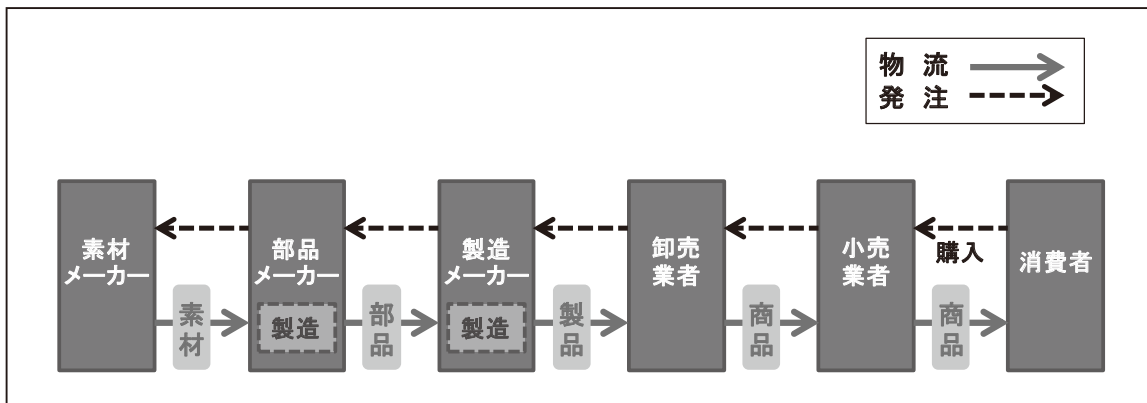 物流
発注
素材
メーカー
部品
メーカー
製造
メーカー
卸売
業者
小売
業者
購入
消費者
素材
製造
部品
製造
製品
商品
商品